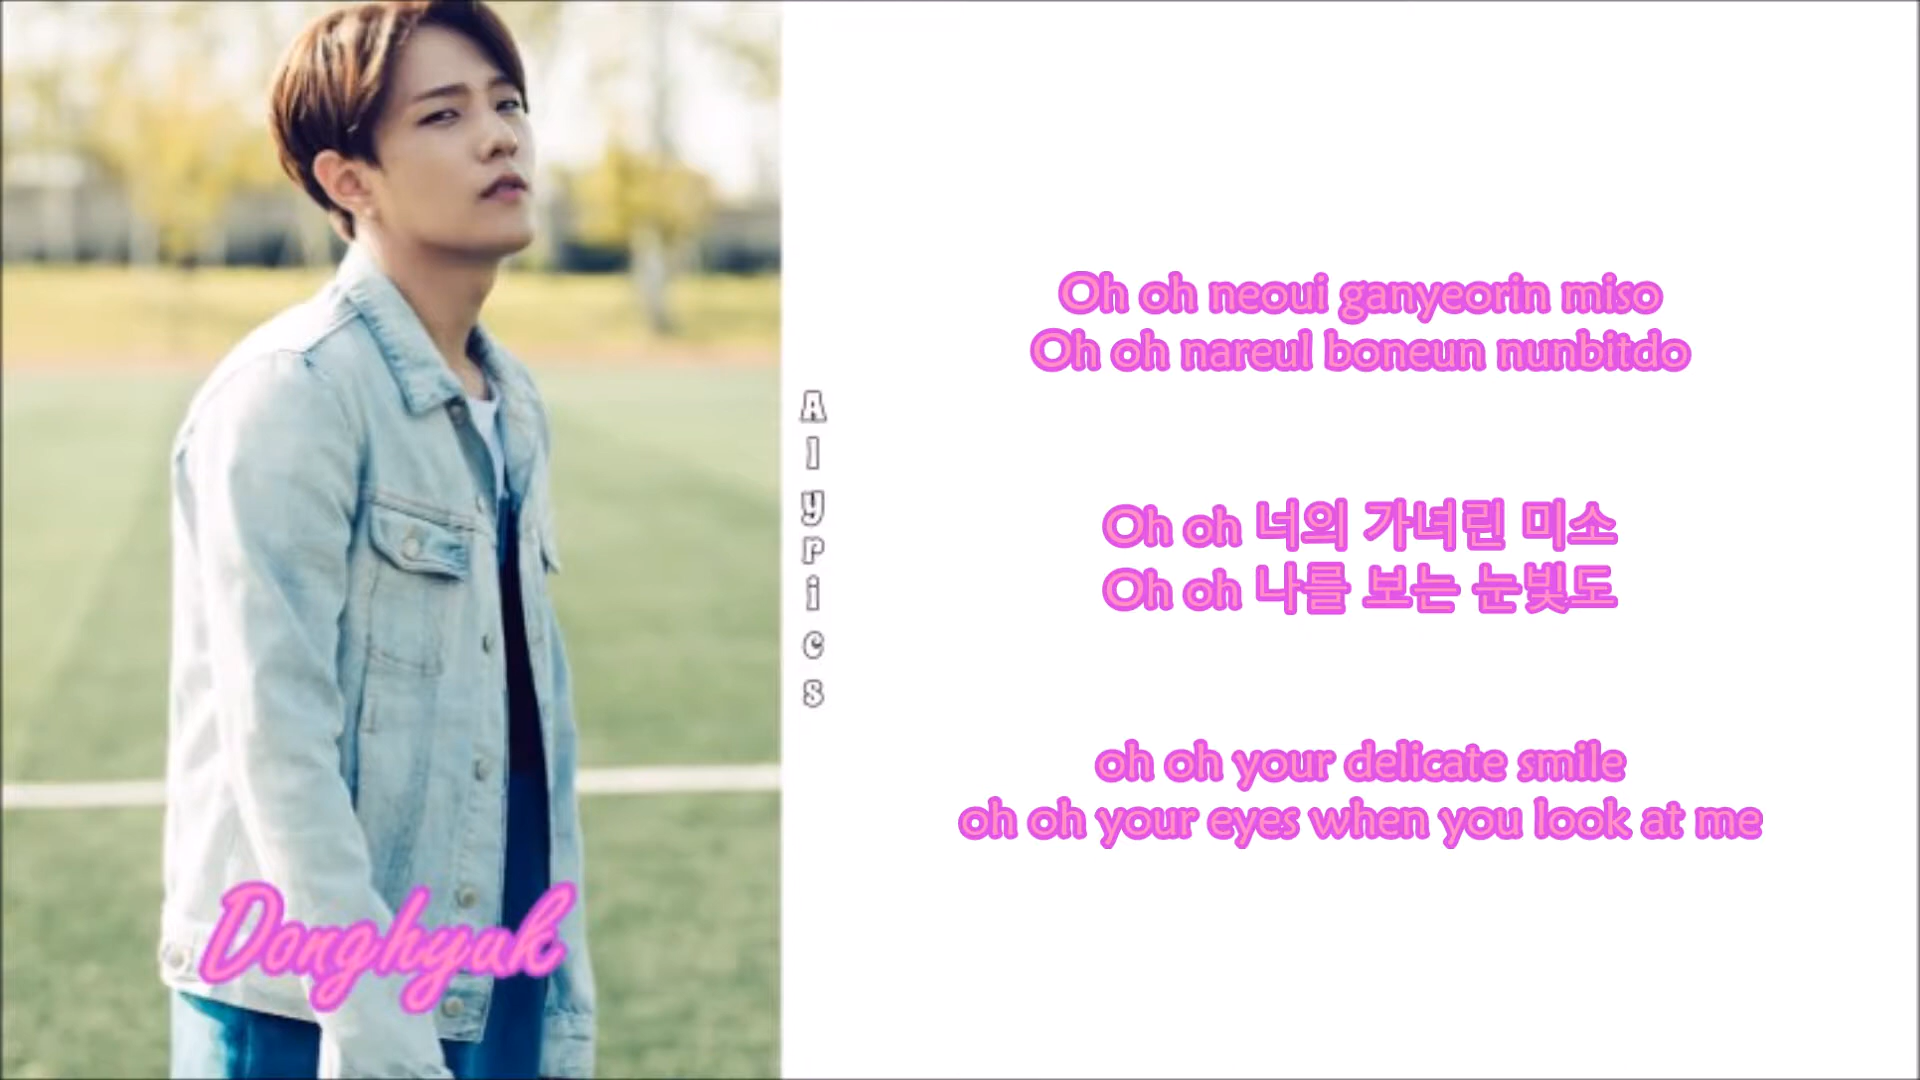 Oh oh neoui ganyeorin miso
Oh oh nareul boneun nunbitdo
Oh oh 너의 가녀린 미소
Oh oh 나를 보는 눈빛도
oh oh your delicate smile
oh oh your eyes when you look at me
Alyrics
Donghyuk